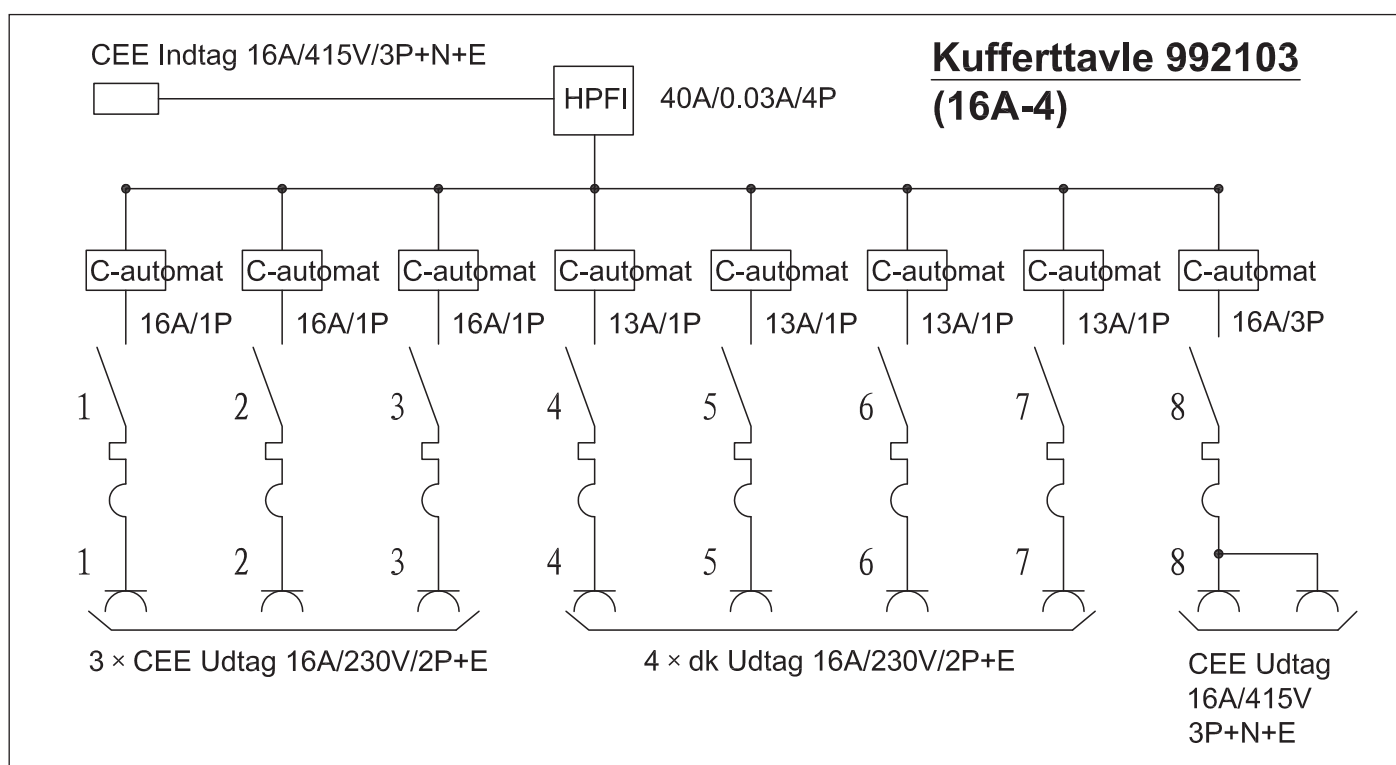 CEE Indtag 16A/415V/3P+N+E
Kufferttavle 992103
(16A-4)
HPFI 40A/0.03A/4P
C-automat C-automat C-automat C-automat C-automat C-automat C-automat C-automat
16A/1P 16A/1P 16A/1P 13A/1P 13A/1P 13A/1P 13A/1P 16A/3P
1 2 3 4 5 6 7 8
1 2 3 4 5 6 7 8
3 × CEE Udtag 16A/230V/2P+E
4 × dk Udtag 16A/230V/2P+E
CEE Udtag
16A/415V
3P+N+E